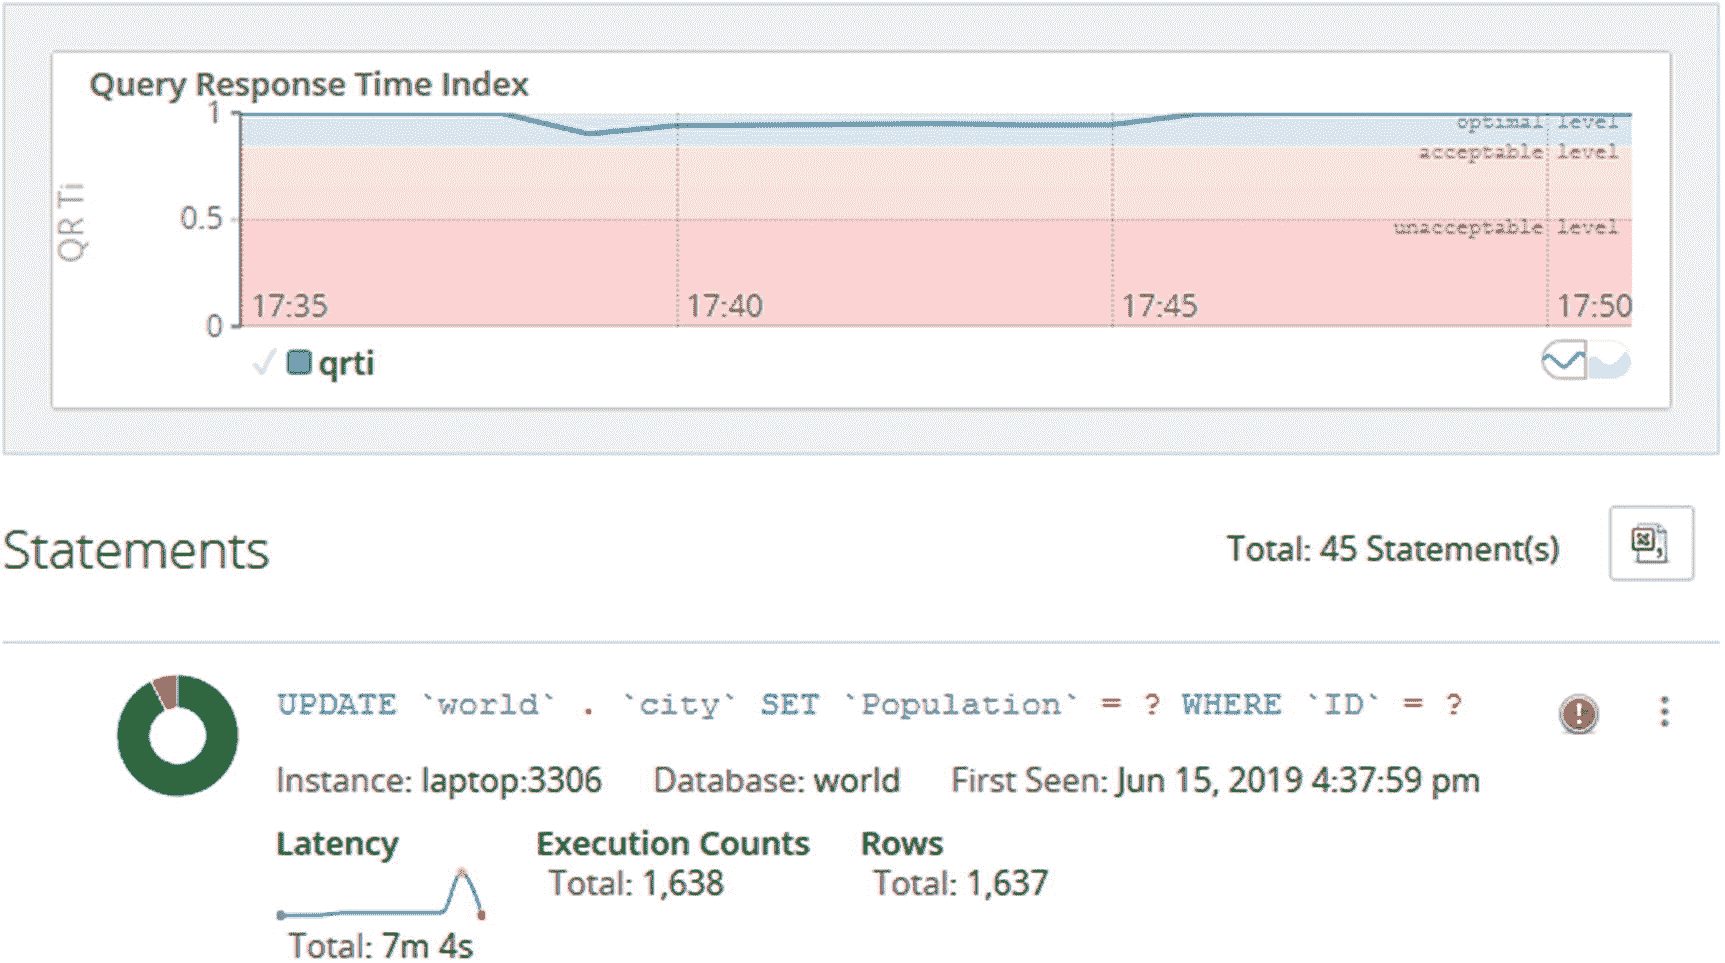 Query Response Time Index
1
optimal level
acceptable level
0.5
unacceptable level
QRTi
17:35 17:40 17:45 17:50
0
qrti
Statements
Total: 45 Statement(s)
UPDATE `world` . `city` SET `Population` = ? WHERE `ID` = ?
Instance: laptop:3306 Database: world First Seen: Jun 15, 2019 4:37:59 pm
Latency Execution Counts Rows
Total: 1,638 Total: 1,637
Total: 7m 4s